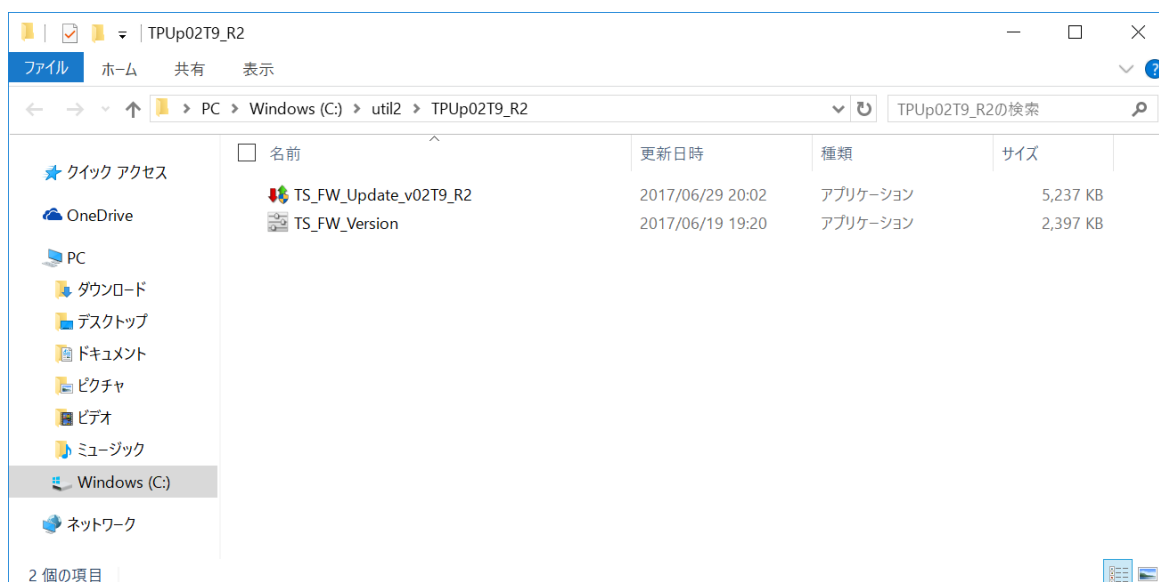 TPUp02T9_R2
ファイル ホーム 共有 表示
PC Windows (C:) util2 TPUp02T9_R2 TPUp02T9_R2の検索
名前 更新日時 種類 サイズ
クイック アクセス
TS_FW_Update_v02T9_R2 2017/06/29 20:02 アプリケーション 5,237 KB
OneDrive
TS_FW_Version 2017/06/19 19:20 アプリケーション 2,397 KB
PC
ダウンロード
デスクトップ
ドキュメント
ピクチャ
ビデオ
ミュージック
Windows (C:)
ネットワーク
2 個の項目